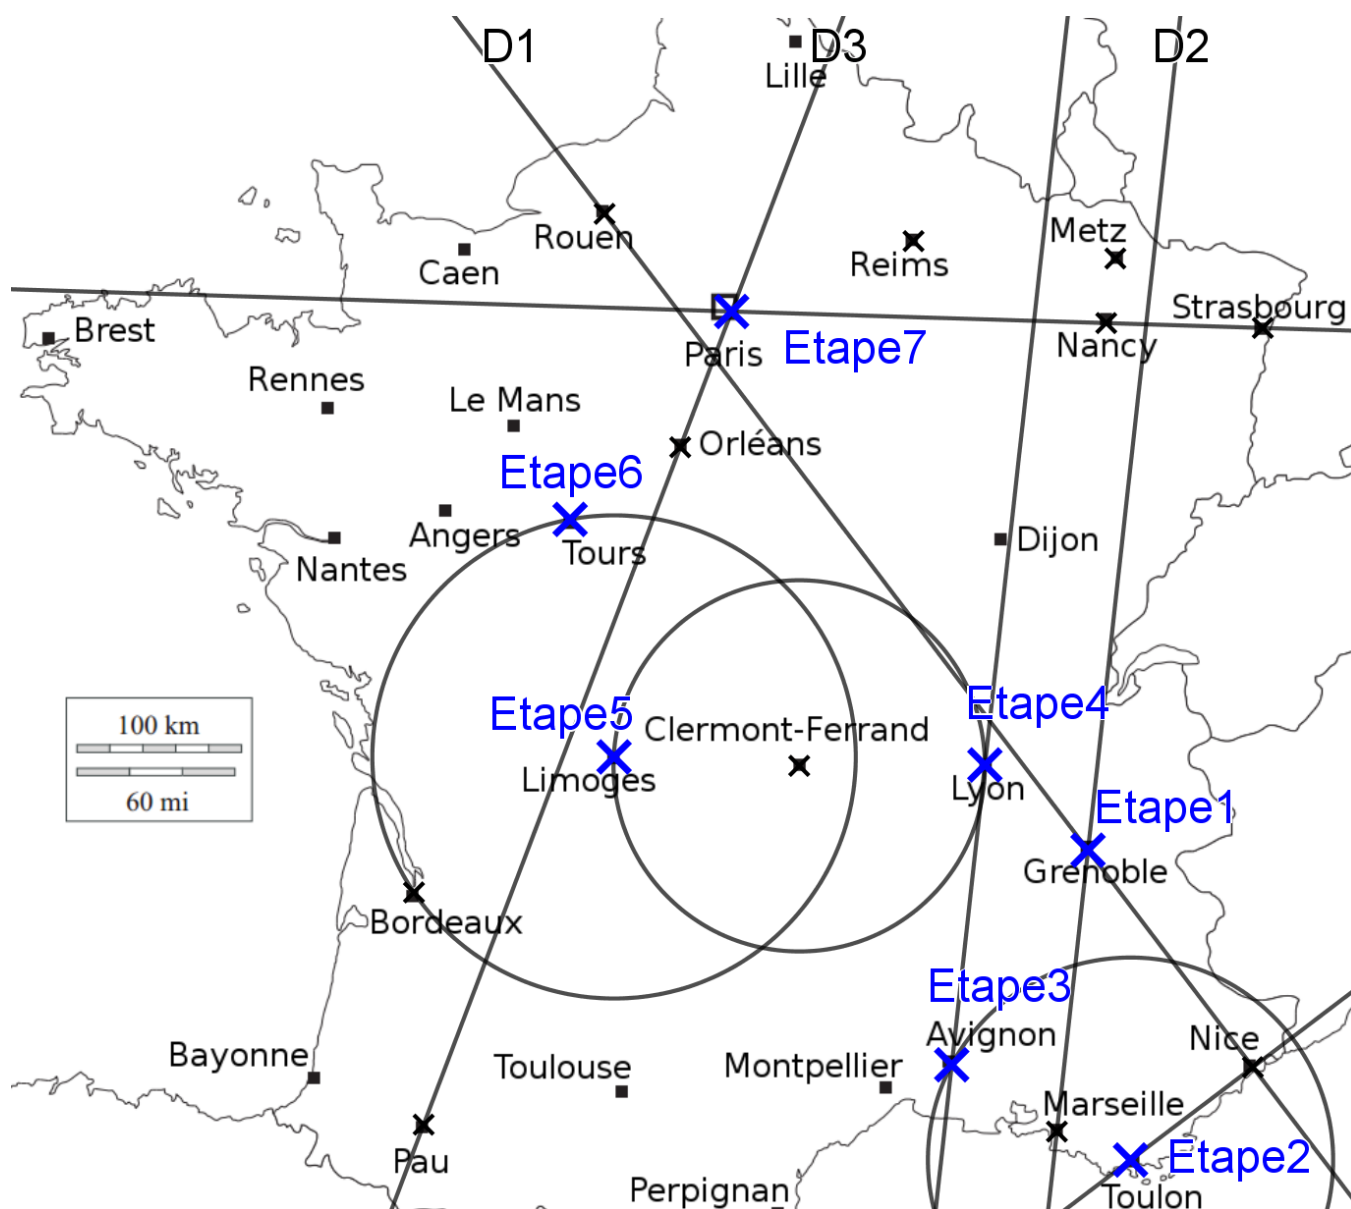 D1
D3
D2
Lille
Rouen
Metz
Caen
Reims
Strasbourg
Brest
Nancy
Paris
Etape7
Rennes
Le Mans
Orléans
Etape6
Angers
Dijon
Tours
Nantes
Etape4
Etape5
100 km
Clermont-Ferrand
Limoges
Lyon
60 mi
Etape1
Grenoble
Bordeaux
Etape3
Avignon
Nice
Bayonne
Toulouse
Montpellier
Marseille
Pau
Etape2
Perpignan
Toulon